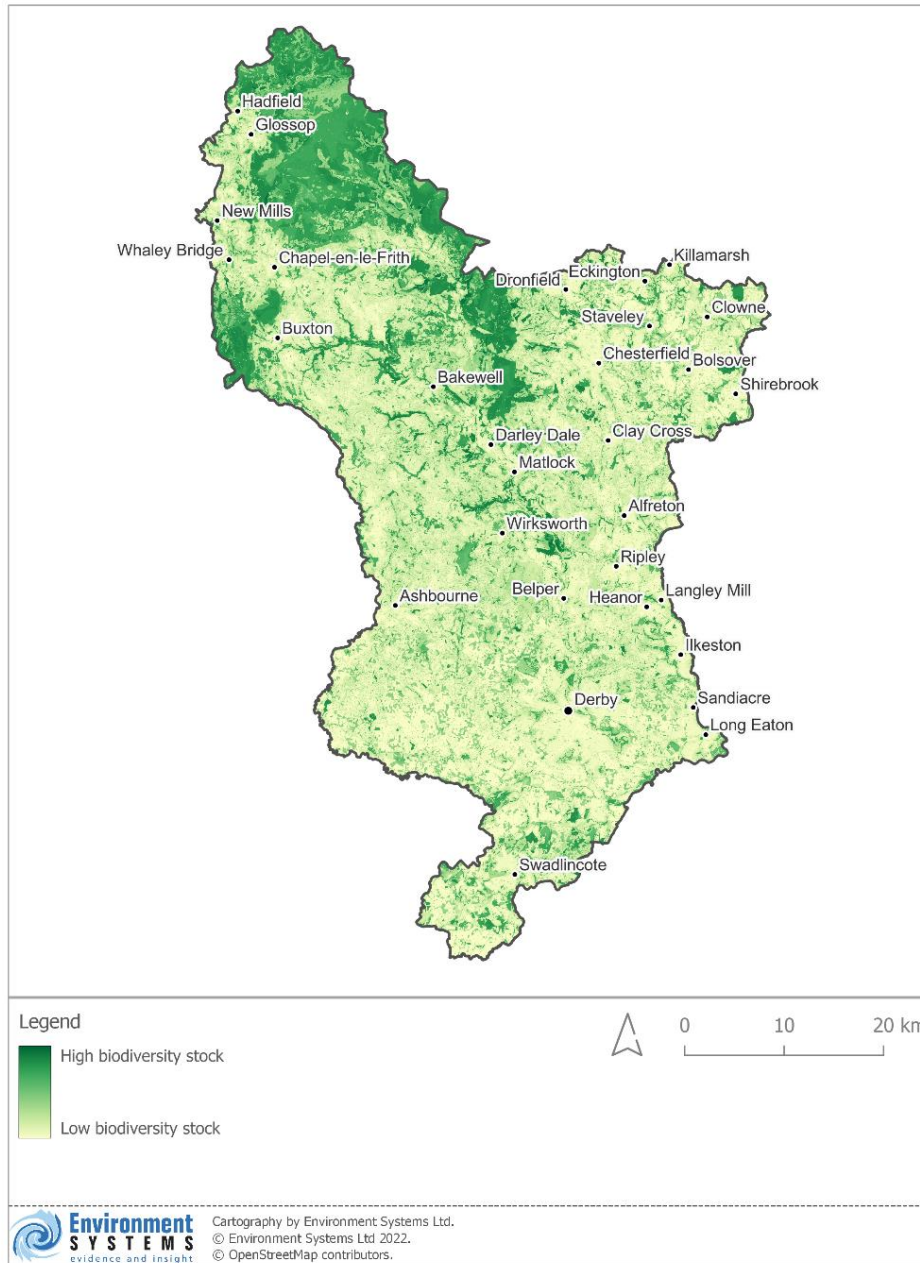 Hadfield
Glossop
New Mills
Whaley Bridge
Chapel-en-le-Frith
Killamarsh
Eckington
Dronfield
Clowne
Staveley
Buxton
Chesterfield
Bolsover
Bakewell
Shirebrook
Darley Dale
Clay Cross
Matlock
Alfreton
Wirksworth
Ripley
Ashbourne
Belper
Heanor
Langley Mill
Ilkeston
Derby
Sandiacre
Long Eaton
Swadlincote
Legend
High biodiversity stock
Low biodiversity stock
0 10 20 km
Environment
SYSTEMS
evidence and insight
Cartography by Environment Systems Ltd.
© Environment Systems Ltd 2022.
© OpenStreetMap contributors.